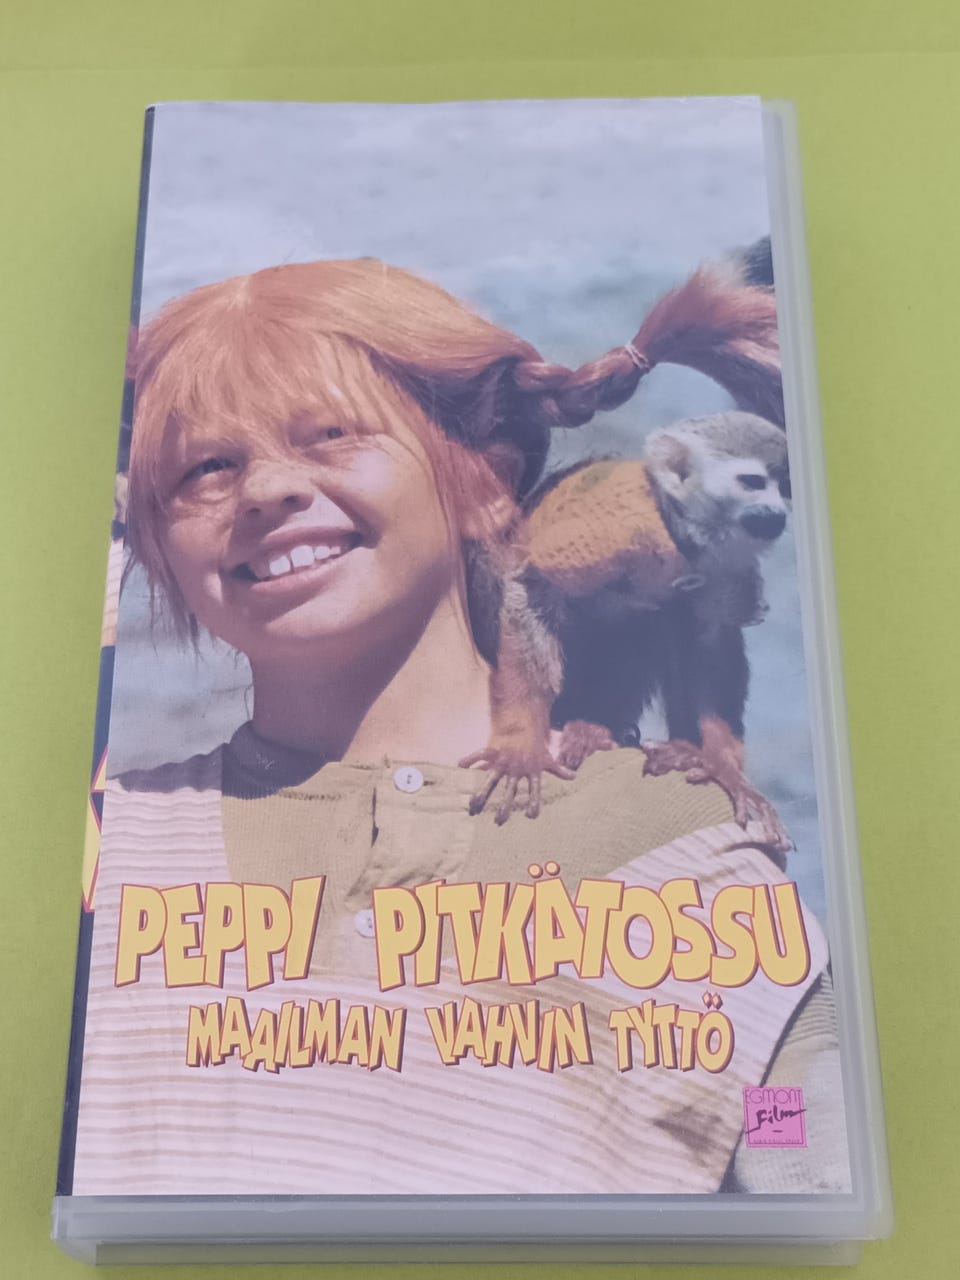 PEPPI PITKÄTOSSU
MAAILMAN VAHVIN TYTTÖ
EGMONT
Film